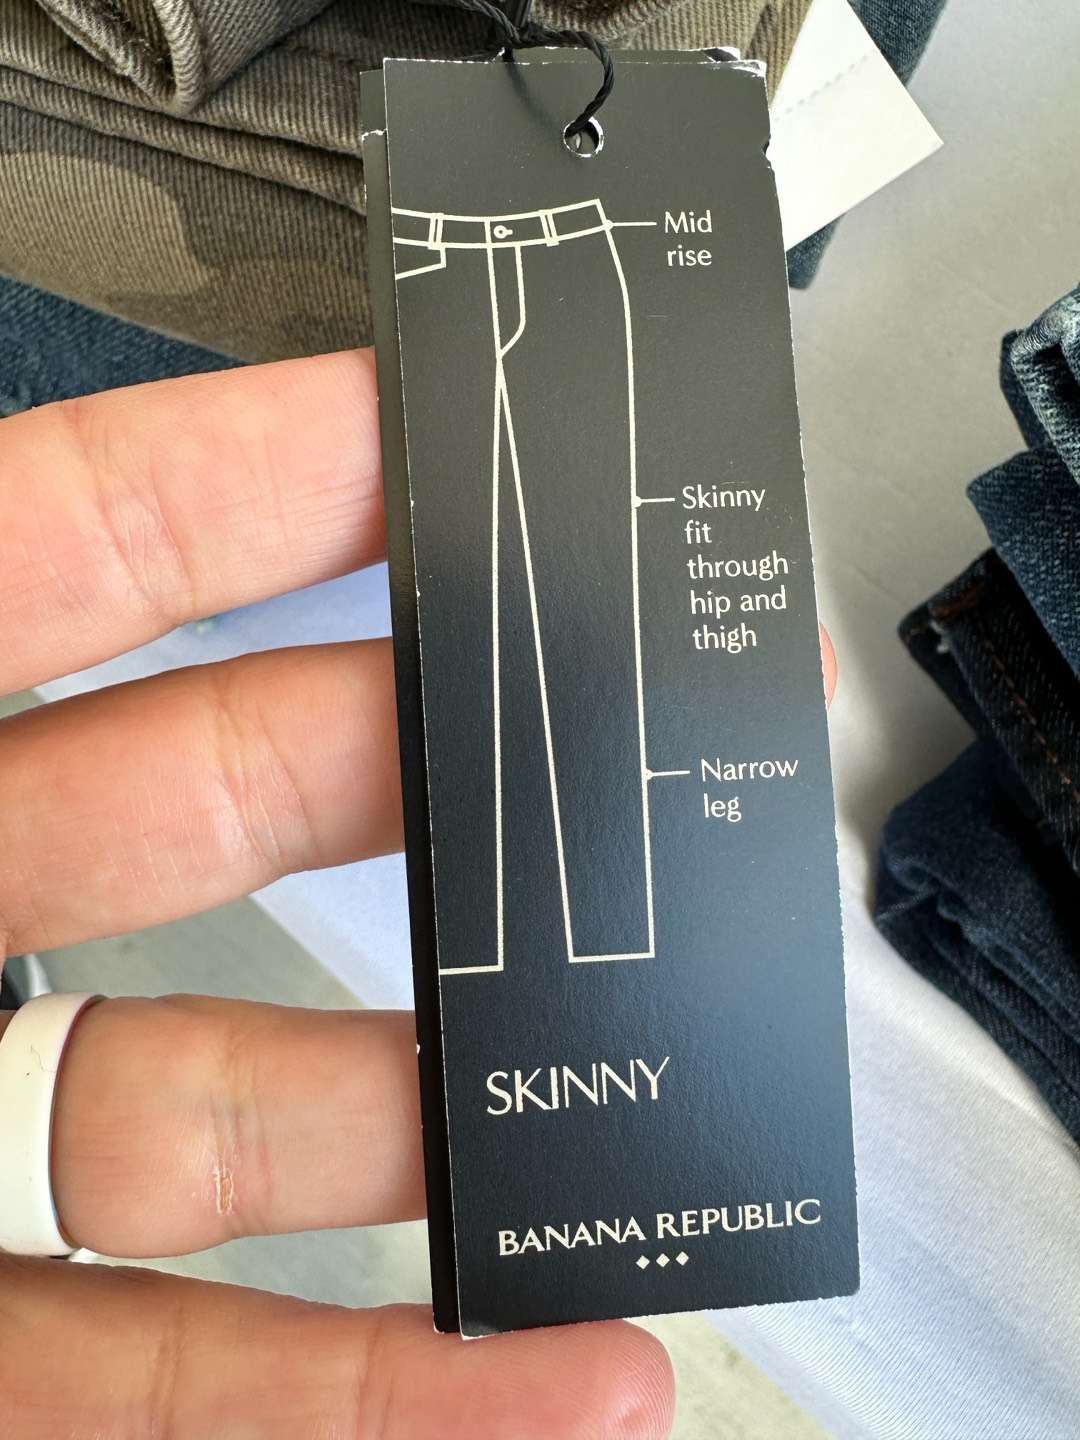 Mid
rise
Skinny
fit
through
hip and
thigh
Narrow
leg
SKINNY
BANANA REPUBLIC